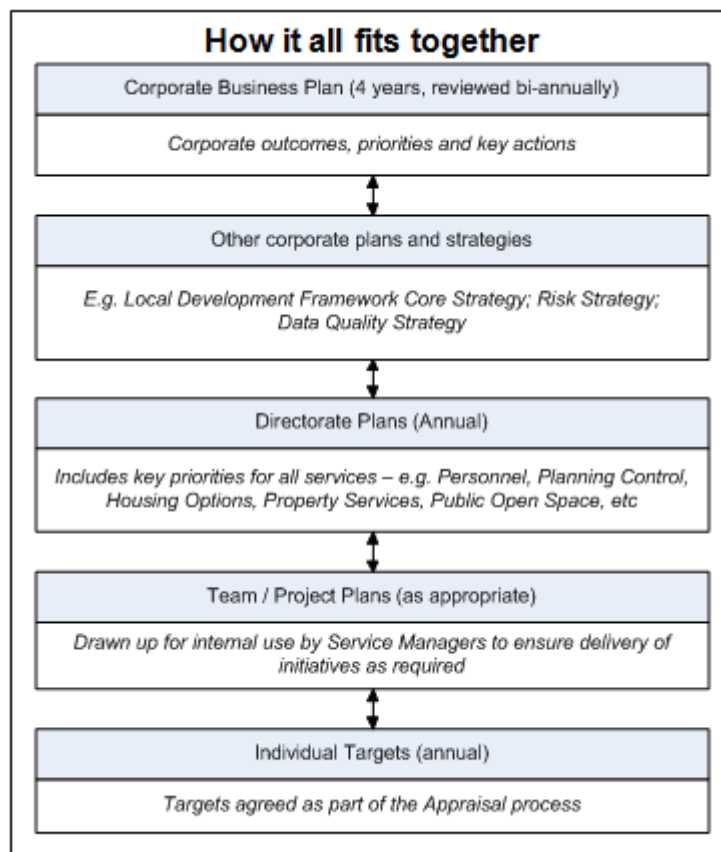 How it all fits together
Corporate Business Plan (4 years, reviewed bi-annually)
Corporate outcomes, priorities and key actions
Other corporate plans and strategies
E.g. Local Development Framework Core Strategy; Risk Strategy;
Data Quality Strategy
Directorate Plans (Annual)
Includes key priorities for all services – e.g. Personnel, Planning Control,
Housing Options, Property Services, Public Open Space, etc
Team / Project Plans (as appropriate)
Drawn up for internal use by Service Managers to ensure delivery of
initiatives as required
Individual Targets (annual)
Targets agreed as part of the Appraisal process